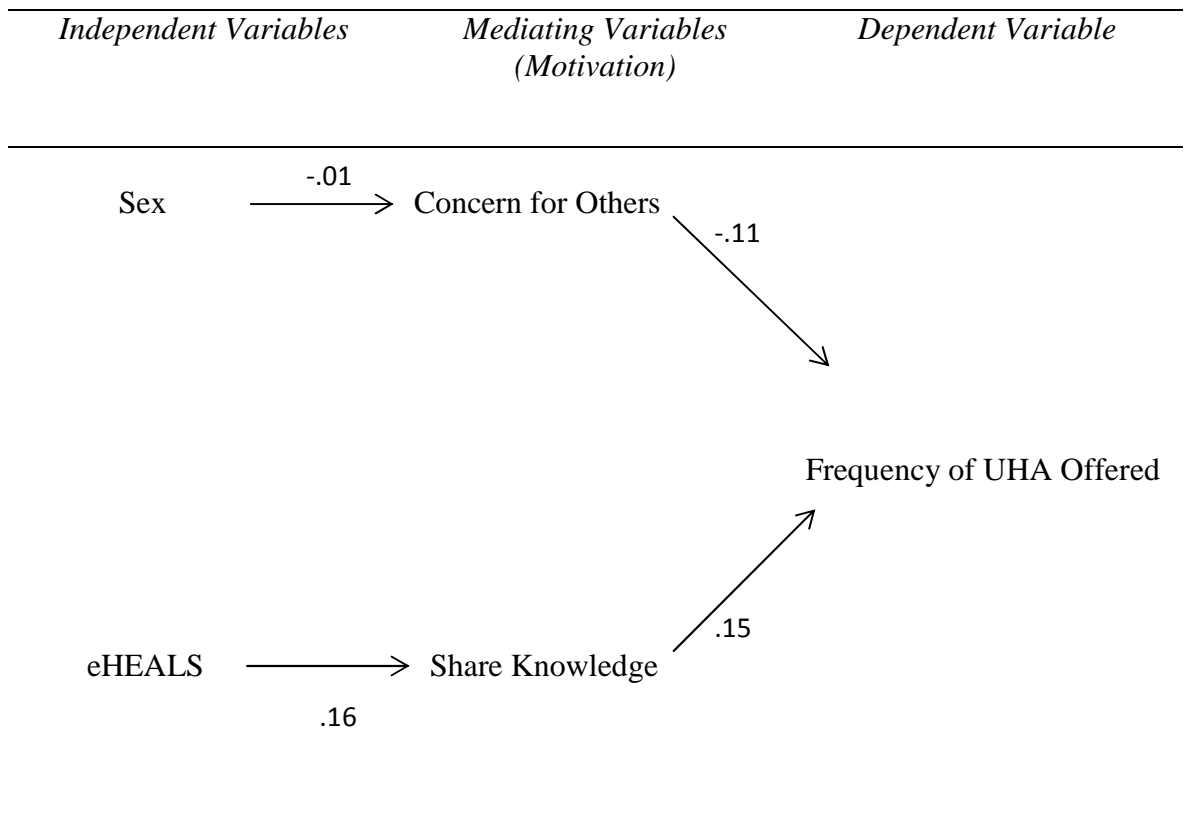 Independent Variables Mediating Variables Dependent Variable
(Motivation)
-.01
Sex Concern for Others
-.11
Frequency of UHA Offered
.15
eHEALS Share Knowledge
.16